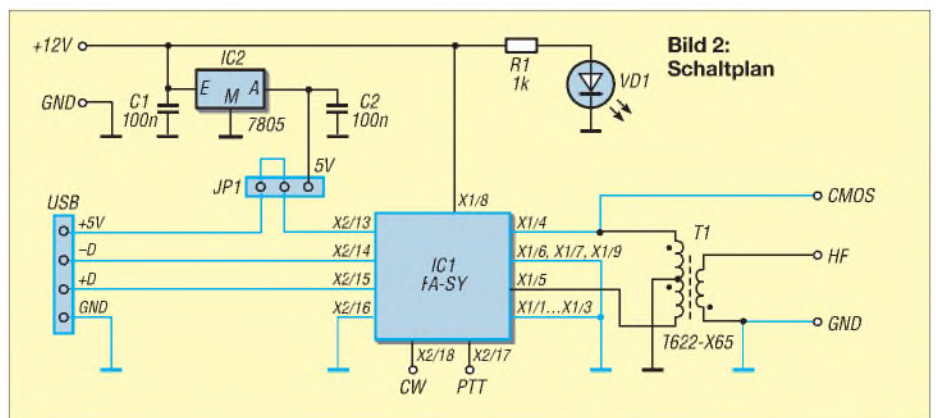 Bild 2:
Schaltplan
+12V
GND
IC2
E
M
A
7805
C1
100n
C2
100n
R1
1k
VD1
5V
JP1
USB
+5V
-D
+D
GND
X2/13
X2/14
X2/15
X2/16
X1/8
IC1
FA-SY
X1/4
X1/6, X1/7, X1/9
X1/5
X1/1...X1/3
X2/18
X2/17
CW
PTT
T1
T622-X65
CMOS
HF
GND